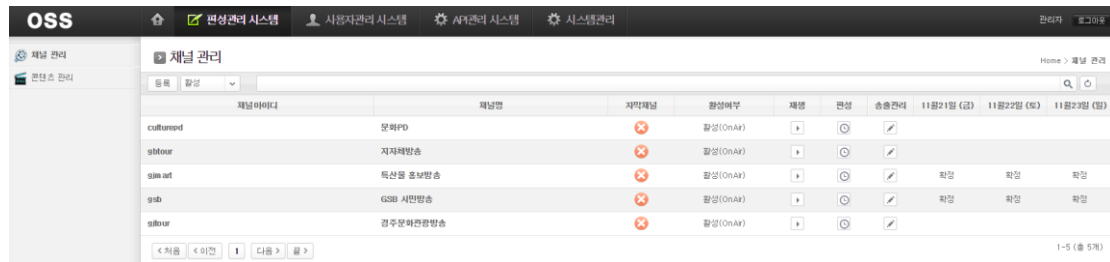 OSS 편성관리 시스템 사용자관리 시스템 API관리 시스템 시스템관리 관리자 로그아웃
채널 관리
콘텐츠 관리
채널 관리
Home > 채널 관리
등록 활성
채널아이디 채널명 자막채널 활성여부 재생 편성 송출관리 11월21일 (금) 11월22일 (토) 11월23일 (일)
culturepd 문화PD 활성(OnAir)
gbtour 지자체방송 활성(OnAir)
gjmart 특산물 홍보방송 활성(OnAir) 확정 확정 확정
gsb GSB 시민방송 활성(OnAir) 확정 확정 확정
gjtour 경주문화관광방송 활성(OnAir)
< 처음 < 이전 1 다음 > 끝 >
1-5 (총 5개)